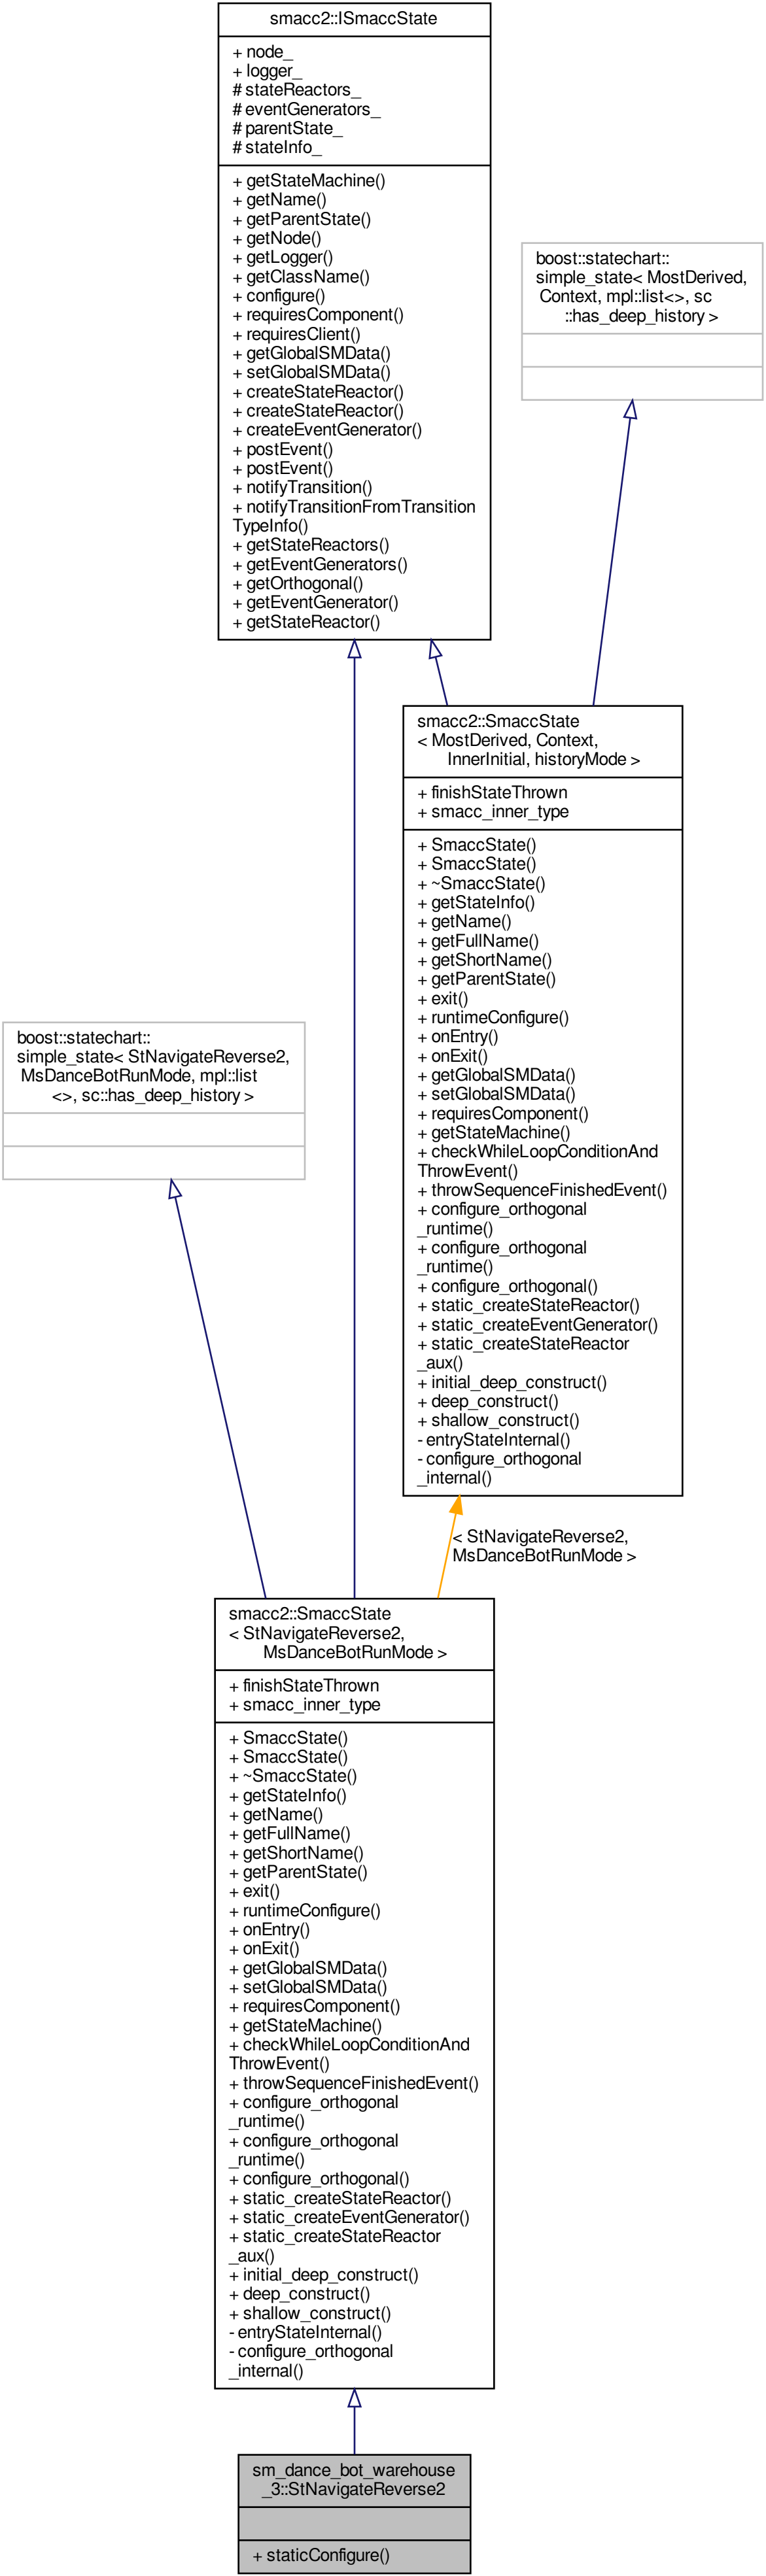 smacc2::ISmaccState
+ node_
+ logger_
# stateReactors_
# eventGenerators_
# parentState_
# stateInfo_
+ getStateMachine()
+ getName()
+ getParentState()
+ getNode()
+ getLogger()
+ getClassName()
+ configure()
+ requiresComponent()
+ requiresClient()
+ getGlobalSMData()
+ setGlobalSMData()
+ createStateReactor()
+ createStateReactor()
+ createEventGenerator()
+ postEvent()
+ postEvent()
+ notifyTransition()
+ notifyTransitionFromTransition
TypeInfo()
+ getStateReactors()
+ getEventGenerators()
+ getOrthogonal()
+ getEventGenerator()
+ getStateReactor()
boost::statechart::
simple_state< MostDerived,
Context, mpl::list<>, sc
::has_deep_history >
smacc2::SmaccState
< MostDerived, Context,
InnerInitial, historyMode >
+ finishStateThrown
+ smacc_inner_type
+ SmaccState()
+ SmaccState()
+ ~SmaccState()
+ getStateInfo()
+ getName()
+ getFullName()
+ getShortName()
+ getParentState()
+ exit()
+ runtimeConfigure()
+ onEntry()
+ onExit()
+ getGlobalSMData()
+ setGlobalSMData()
+ requiresComponent()
+ getStateMachine()
+ checkWhileLoopConditionAnd
ThrowEvent()
+ throwSequenceFinishedEvent()
+ configure_orthogonal
_runtime()
+ configure_orthogonal
_runtime()
+ configure_orthogonal()
+ static_createStateReactor()
+ static_createEventGenerator()
+ static_createStateReactor
_aux()
+ initial_deep_construct()
+ deep_construct()
+ shallow_construct()
- entryStateInternal()
- configure_orthogonal
_internal()
boost::statechart::
simple_state< StNavigateReverse2,
MsDanceBotRunMode, mpl::list
<>, sc::has_deep_history >
< StNavigateReverse2,
MsDanceBotRunMode >
smacc2::SmaccState
< StNavigateReverse2,
MsDanceBotRunMode >
+ finishStateThrown
+ smacc_inner_type
+ SmaccState()
+ SmaccState()
+ ~SmaccState()
+ getStateInfo()
+ getName()
+ getFullName()
+ getShortName()
+ getParentState()
+ exit()
+ runtimeConfigure()
+ onEntry()
+ onExit()
+ getGlobalSMData()
+ setGlobalSMData()
+ requiresComponent()
+ getStateMachine()
+ checkWhileLoopConditionAnd
ThrowEvent()
+ throwSequenceFinishedEvent()
+ configure_orthogonal
_runtime()
+ configure_orthogonal
_runtime()
+ configure_orthogonal()
+ static_createStateReactor()
+ static_createEventGenerator()
+ static_createStateReactor
_aux()
+ initial_deep_construct()
+ deep_construct()
+ shallow_construct()
- entryStateInternal()
- configure_orthogonal
_internal()
sm_dance_bot_warehouse
_3::StNavigateReverse2
+ staticConfigure()